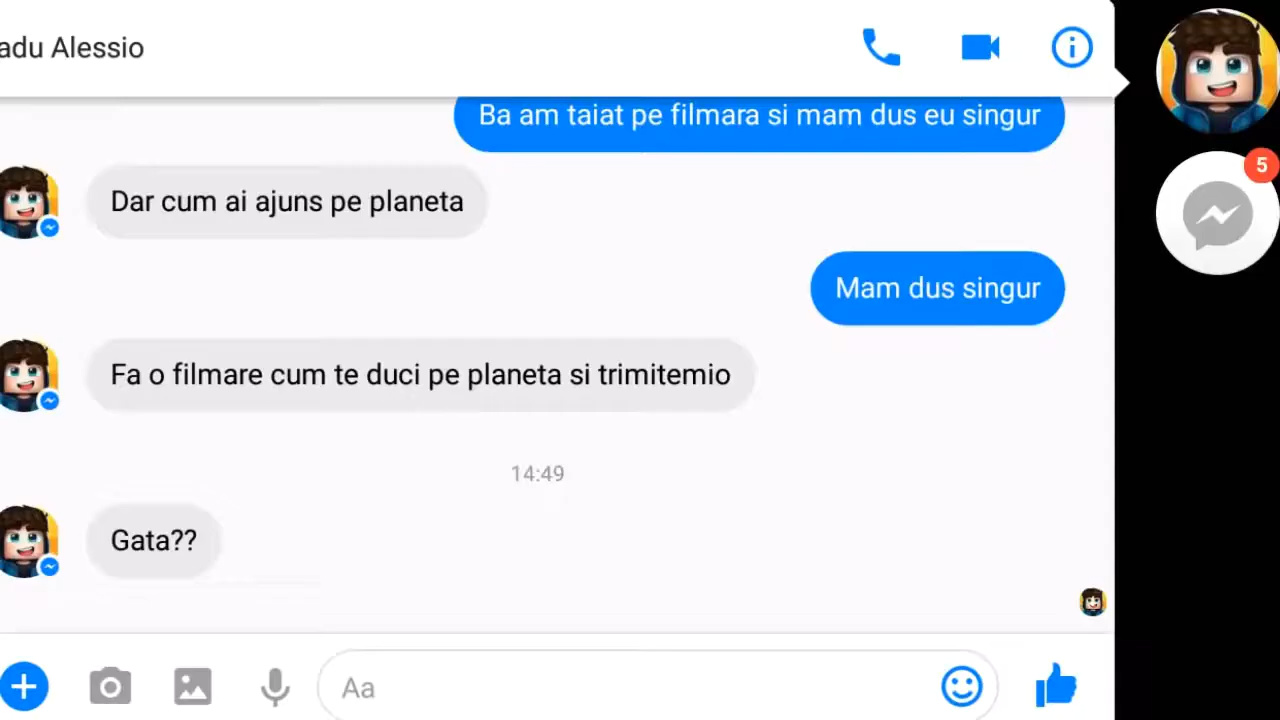 adu Alessio
5
Ba am taiat pe filmara si mam dus eu singur
Dar cum ai ajuns pe planeta
Mam dus singur
Fa o filmare cum te duci pe planeta si trimitemio
14:49
Gata??
Aa